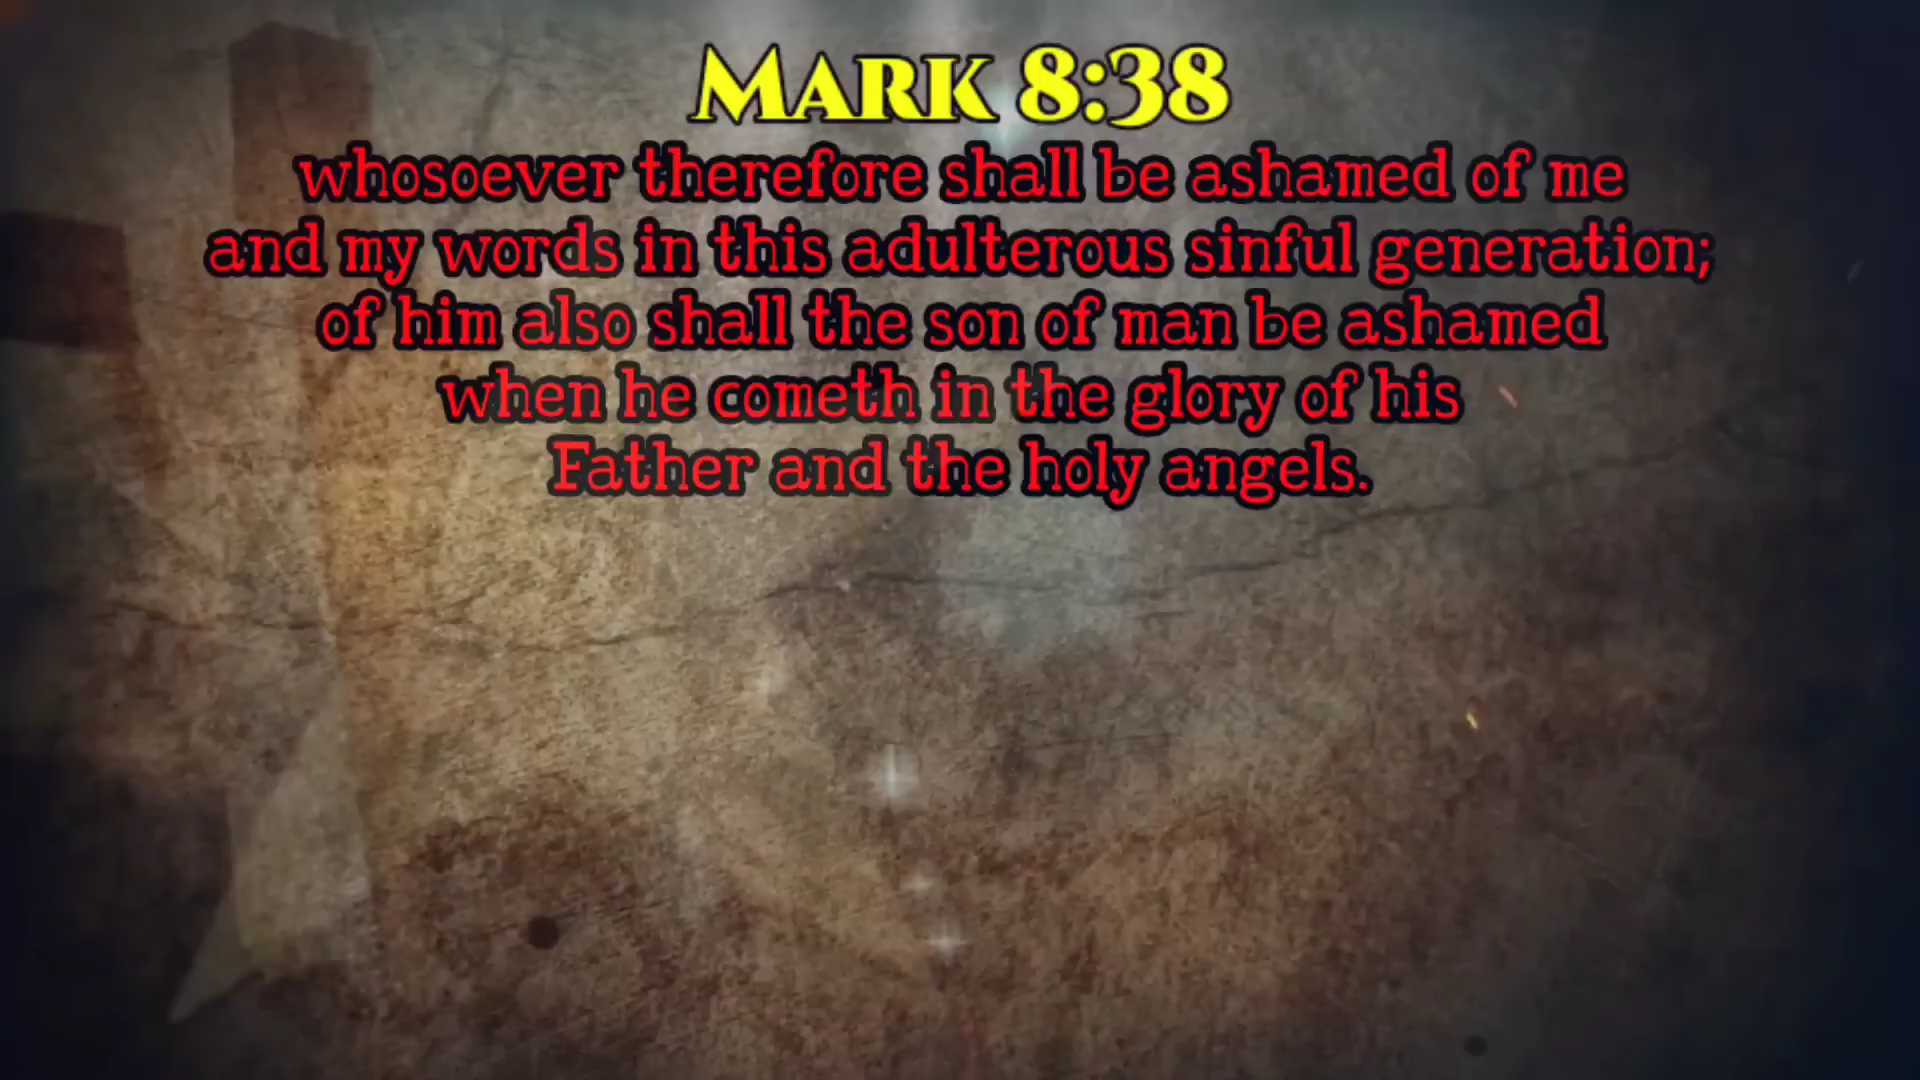 Mark 8:38
whosoever therefore shall be ashamed of me
and my words in this adulterous sinful generation;
of him also shall the son of man be ashamed
when he cometh in the glory of his
Father and the holy angels.